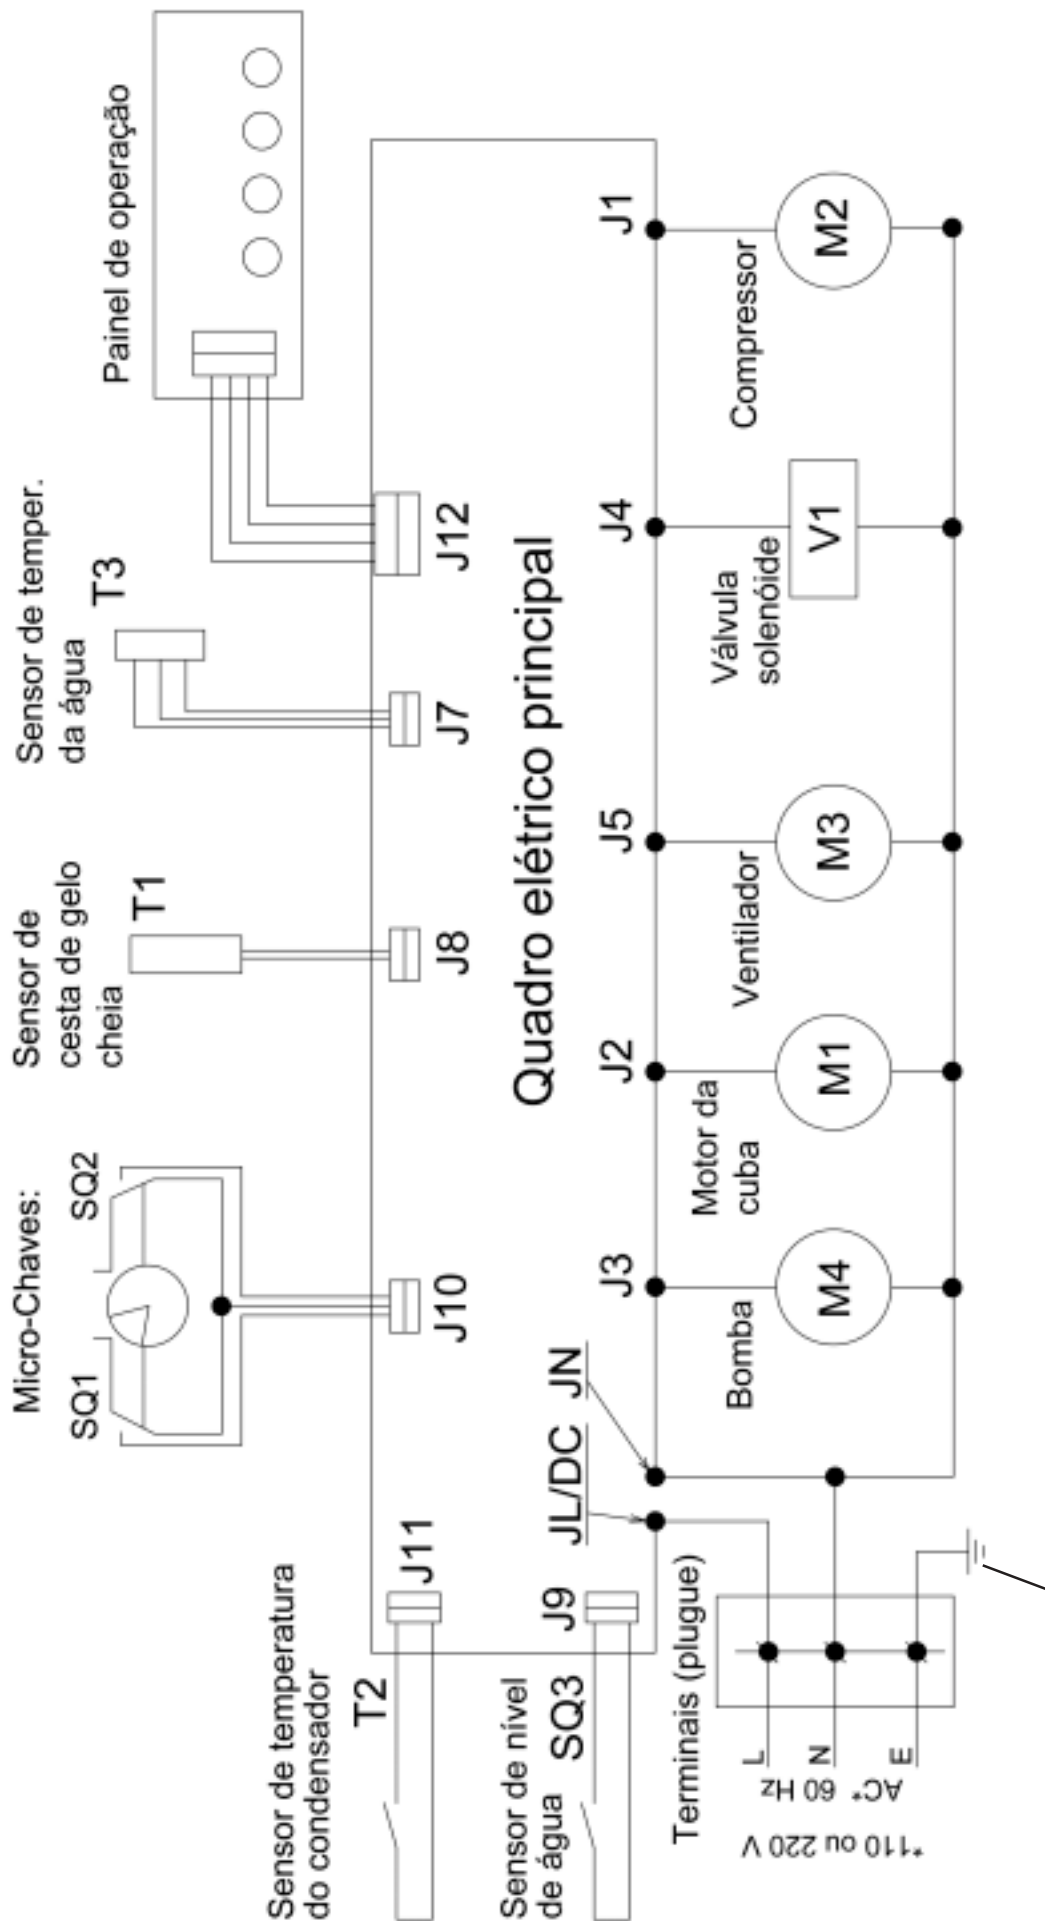 Micro-Chaves:
SQ1
SQ2
Sensor de
cesta de gelo
cheia
T1
Sensor de temper.
da água
T3
Painel de operação
Sensor de temperatura
do condensador
T2
J11
J10
J8
J7
J12
Sensor de nível
de água
SQ3
J9
JL/DC
JN
Quadro elétrico principal
J3
J2
J5
J4
J1
Terminais (plugue)
Bomba
M4
Motor da
cuba
M1
Ventilador
M3
Válvula
solenóide
V1
Compressor
M2
L
N
E
AC* 60 Hz
*110 ou 220 V